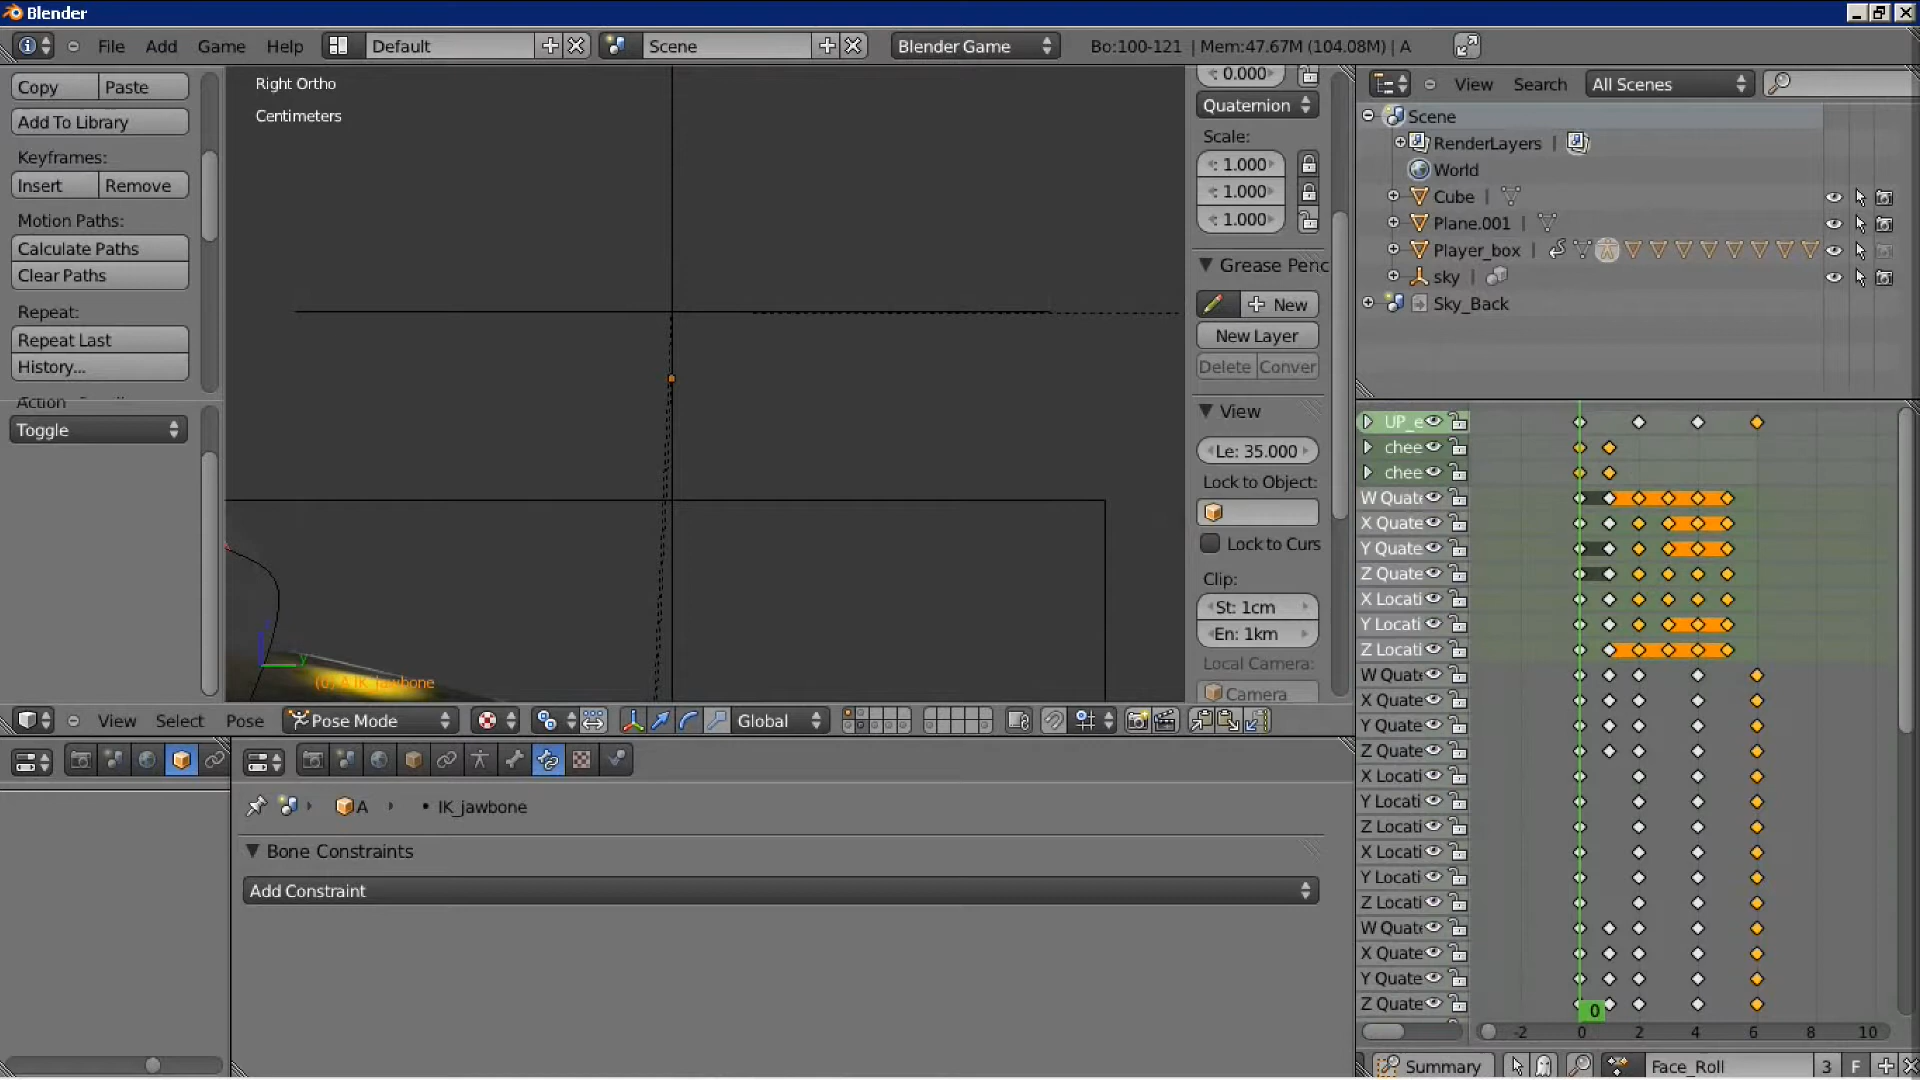 Blender
File Add Game Help Default Scene Blender Game Bo:100-121 | Mem:47.67M (104.08M) | A
Copy Paste
Add To Library
Keyframes:
Insert Remove
Motion Paths:
Calculate Paths
Clear Paths
Repeat:
Repeat Last
History...
Toggle
Right Ortho
Centimeters
y
(0) A IK_jawbone
0.000
Quaternion
Scale:
1.000
1.000
1.000
Grease Penc
New
New Layer
Delete Conver
View
Le: 35.000
Lock to Object:
Lock to Curs
Clip:
St: 1cm
En: 1km
Local Camera:
Camera
View Select Pose Pose Mode Global
A IK_jawbone
Bone Constraints
Add Constraint
View Search All Scenes
Scene
RenderLayers |
World
Cube |
Plane.001 |
Player_box |
sky |
Sky_Back
UP_e
chee
chee
W Quate
X Quate
Y Quate
Z Quate
X Locati
Y Locati
Z Locati
W Quate
X Quate
Y Quate
Z Quate
X Locati
Y Locati
Z Locati
X Locati
Y Locati
Z Locati
W Quate
X Quate
Y Quate
Z Quate
0
-2 0 2 4 6 8 10
Summary Face_Roll 3 F